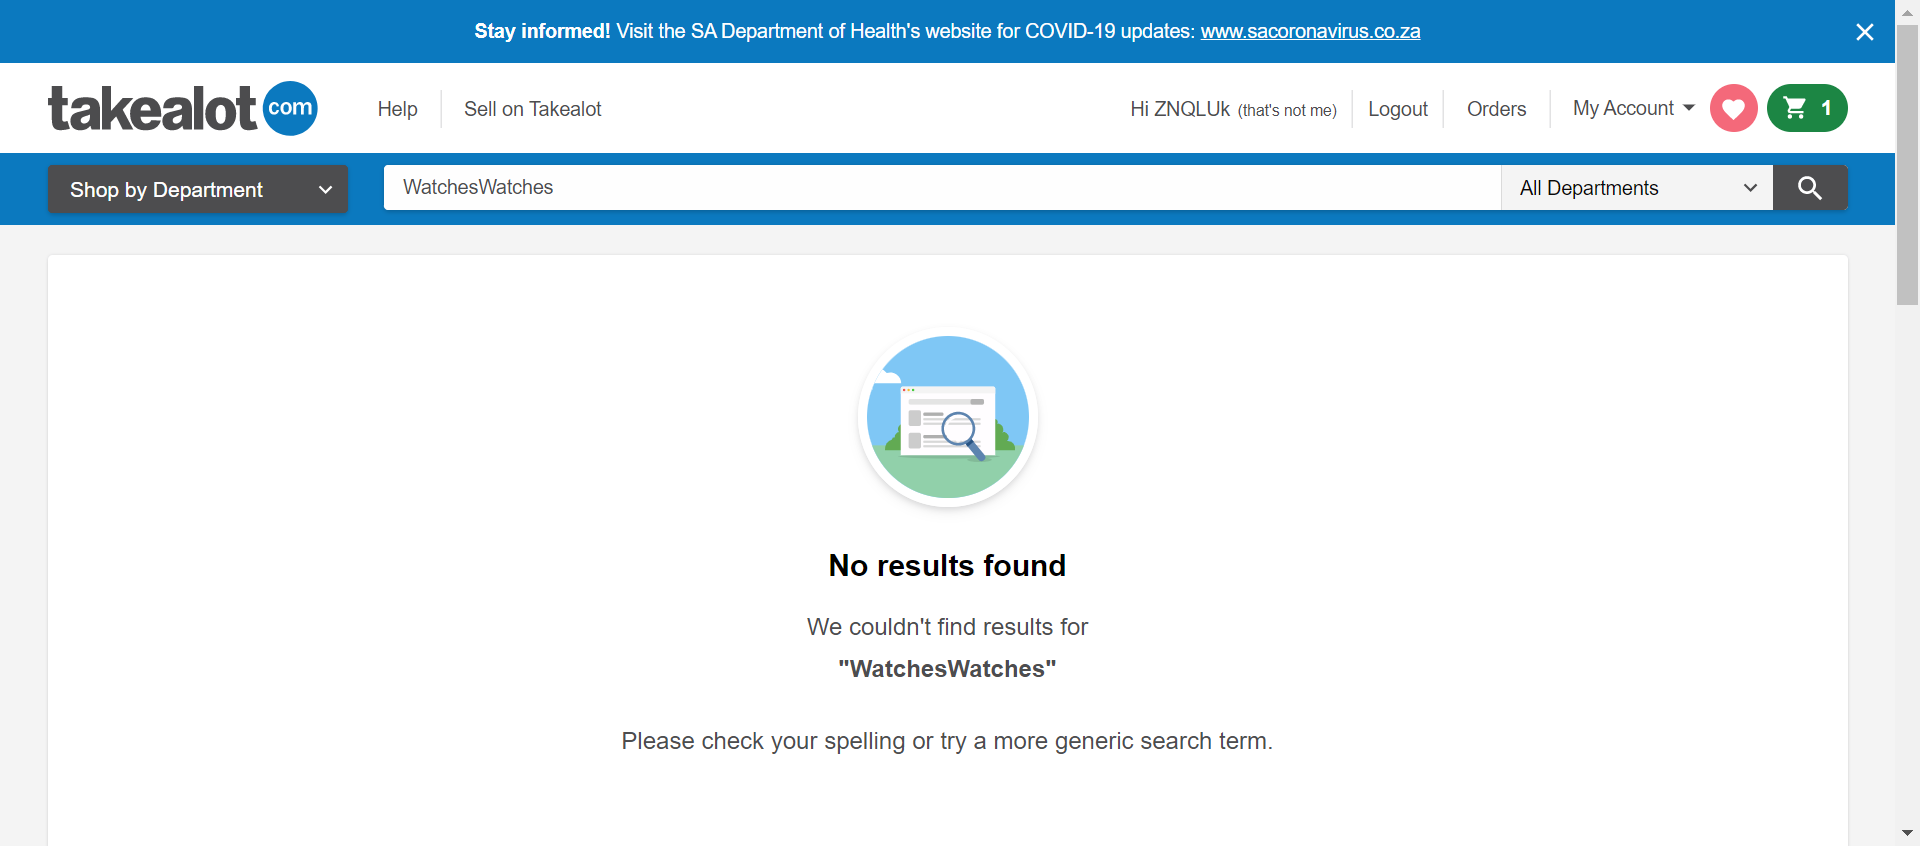 Stay informed! Visit the SA Department of Health's website for COVID-19 updates: www.sacoronavirus.co.za
takealot com
Help
Sell on Takealot
Hi ZNQLUk (that's not me)
Logout
Orders
My Account
1
Shop by Department
WatchesWatches
All Departments
No results found
We couldn't find results for
"WatchesWatches"
Please check your spelling or try a more generic search term.